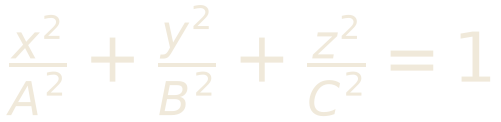 x²/A² + y²/B² + z²/C² = 1